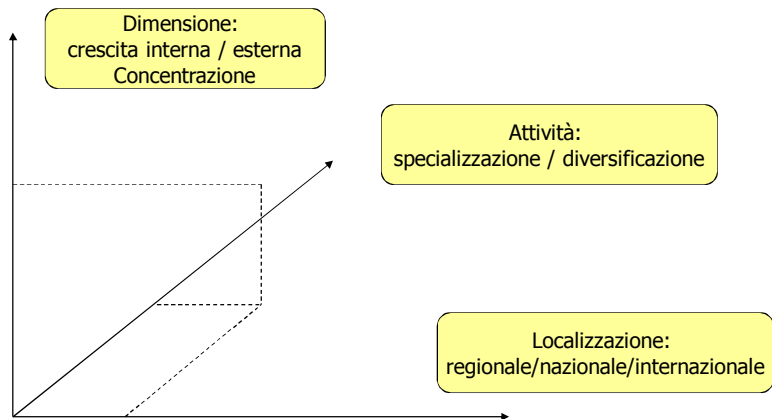 Dimensione:
crescita interna / esterna
Concentrazione
Attività:
specializzazione / diversificazione
Localizzazione:
regionale/nazionale/internazionale